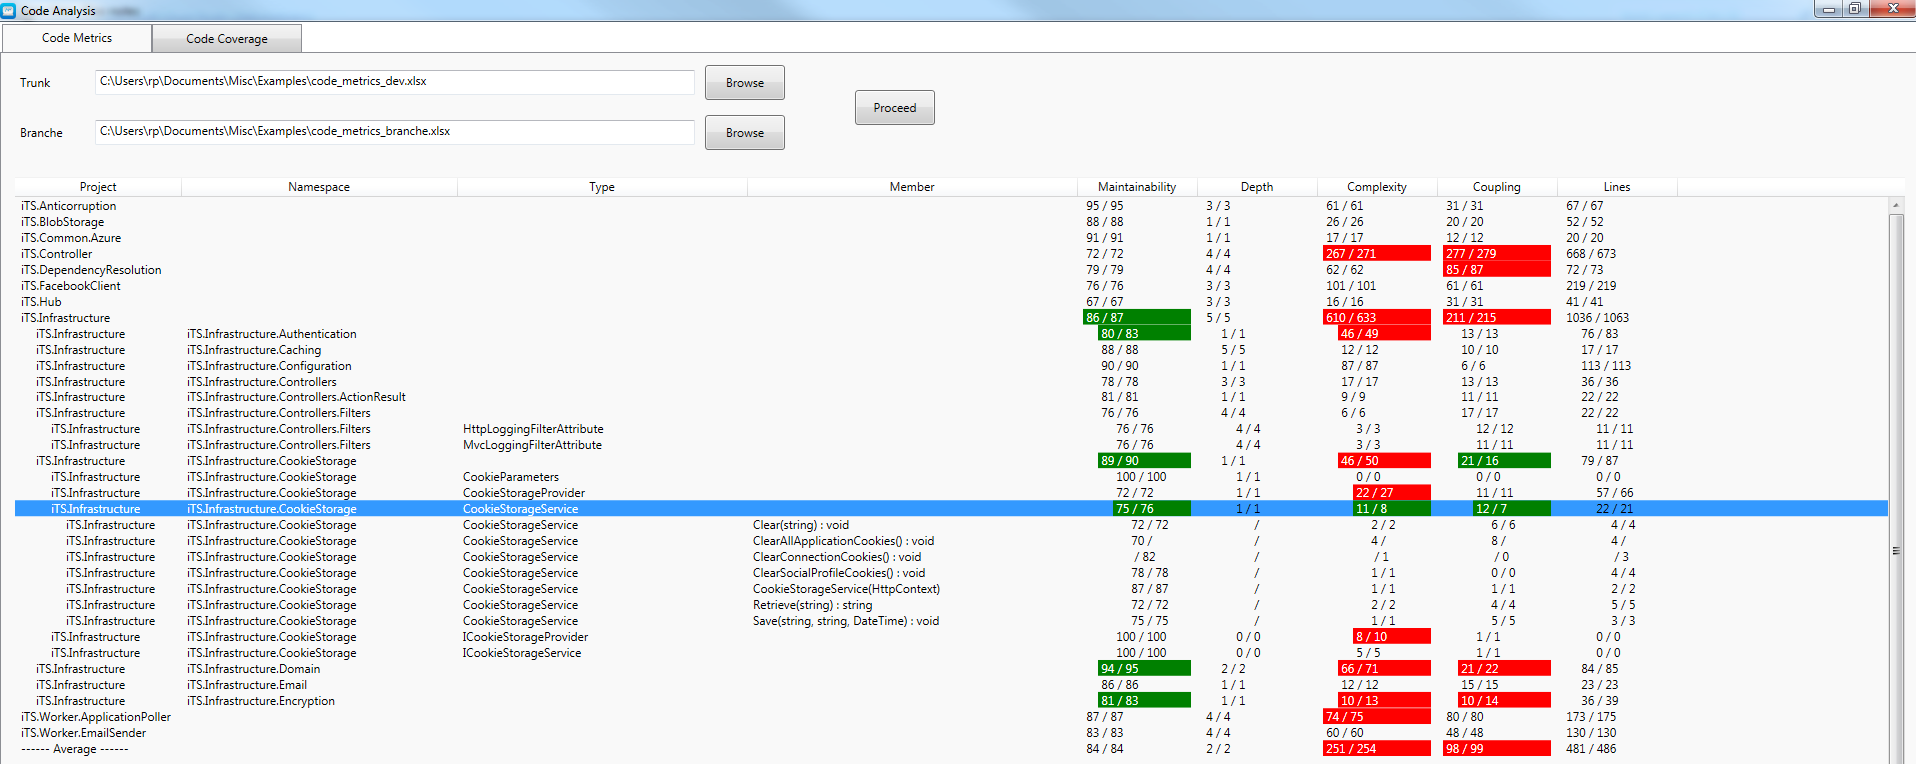 Code Analysis
Code Metrics Code Coverage
Trunk C:\Users\rp\Documents\Misc\Examples\code_metrics_dev.xlsx Browse
Proceed
Branche C:\Users\rp\Documents\Misc\Examples\code_metrics_branche.xlsx Browse
Project Namespace Type Member Maintainability Depth Complexity Coupling Lines
iTS.Anticorruption 95 / 95 3 / 3 61 / 61 31 / 31 67 / 67
iTS.BlobStorage 88 / 88 1 / 1 26 / 26 20 / 20 52 / 52
iTS.Common.Azure 91 / 91 1 / 1 17 / 17 12 / 12 20 / 20
iTS.Controller 72 / 72 4 / 4 267 / 271 277 / 279 668 / 673
iTS.DependencyResolution 79 / 79 4 / 4 62 / 62 85 / 87 72 / 73
iTS.FacebookClient 76 / 76 3 / 3 101 / 101 61 / 61 219 / 219
iTS.Hub 67 / 67 3 / 3 16 / 16 31 / 31 41 / 41
iTS.Infrastructure 86 / 87 5 / 5 610 / 633 211 / 215 1036 / 1063
iTS.Infrastructure iTS.Infrastructure.Authentication 80 / 83 1 / 1 46 / 49 13 / 13 76 / 83
iTS.Infrastructure iTS.Infrastructure.Caching 88 / 88 5 / 5 12 / 12 10 / 10 17 / 17
iTS.Infrastructure iTS.Infrastructure.Configuration 90 / 90 1 / 1 87 / 87 6 / 6 113 / 113
iTS.Infrastructure iTS.Infrastructure.Controllers 78 / 78 3 / 3 17 / 17 13 / 13 36 / 36
iTS.Infrastructure iTS.Infrastructure.Controllers.ActionResult 81 / 81 1 / 1 9 / 9 11 / 11 22 / 22
iTS.Infrastructure iTS.Infrastructure.Controllers.Filters 76 / 76 4 / 4 6 / 6 17 / 17 22 / 22
iTS.Infrastructure iTS.Infrastructure.Controllers.Filters HttpLoggingFilterAttribute 76 / 76 4 / 4 3 / 3 12 / 12 11 / 11
iTS.Infrastructure iTS.Infrastructure.Controllers.Filters MvcLoggingFilterAttribute 76 / 76 4 / 4 3 / 3 11 / 11 11 / 11
iTS.Infrastructure iTS.Infrastructure.CookieStorage 89 / 90 1 / 1 46 / 50 21 / 16 79 / 87
iTS.Infrastructure iTS.Infrastructure.CookieStorage CookieParameters 100 / 100 1 / 1 0 / 0 0 / 0 0 / 0
iTS.Infrastructure iTS.Infrastructure.CookieStorage CookieStorageProvider 72 / 72 1 / 1 22 / 27 11 / 11 57 / 66
iTS.Infrastructure iTS.Infrastructure.CookieStorage CookieStorageService 75 / 76 1 / 1 11 / 8 12 / 7 22 / 21
iTS.Infrastructure iTS.Infrastructure.CookieStorage CookieStorageService Clear(string) : void 72 / 72 / 2 / 2 6 / 6 4 / 4
iTS.Infrastructure iTS.Infrastructure.CookieStorage CookieStorageService ClearAllApplicationCookies() : void 70 / / 4 / 8 / 4 /
iTS.Infrastructure iTS.Infrastructure.CookieStorage CookieStorageService ClearConnectionCookies() : void / 82 / / 1 / 0 / 3
iTS.Infrastructure iTS.Infrastructure.CookieStorage CookieStorageService ClearSocialProfileCookies() : void 78 / 78 / 1 / 1 0 / 0 4 / 4
iTS.Infrastructure iTS.Infrastructure.CookieStorage CookieStorageService CookieStorageService(HttpContext) 87 / 87 / 1 / 1 1 / 1 2 / 2
iTS.Infrastructure iTS.Infrastructure.CookieStorage CookieStorageService Retrieve(string) : string 72 / 72 / 2 / 2 4 / 4 5 / 5
iTS.Infrastructure iTS.Infrastructure.CookieStorage CookieStorageService Save(string, string, DateTime) : void 75 / 75 / 1 / 1 5 / 5 3 / 3
iTS.Infrastructure iTS.Infrastructure.CookieStorage ICookieStorageProvider 100 / 100 0 / 0 8 / 10 1 / 1 0 / 0
iTS.Infrastructure iTS.Infrastructure.CookieStorage ICookieStorageService 100 / 100 0 / 0 5 / 5 1 / 1 0 / 0
iTS.Infrastructure iTS.Infrastructure.Domain 94 / 95 2 / 2 66 / 71 21 / 22 84 / 85
iTS.Infrastructure iTS.Infrastructure.Email 86 / 86 1 / 1 12 / 12 15 / 15 23 / 23
iTS.Infrastructure iTS.Infrastructure.Encryption 81 / 83 1 / 1 10 / 13 10 / 14 36 / 39
iTS.Worker.ApplicationPoller 87 / 87 4 / 4 74 / 75 80 / 80 173 / 175
iTS.Worker.EmailSender 83 / 83 4 / 4 60 / 60 48 / 48 130 / 130
------ Average ------ 84 / 84 2 / 2 251 / 254 98 / 99 481 / 486